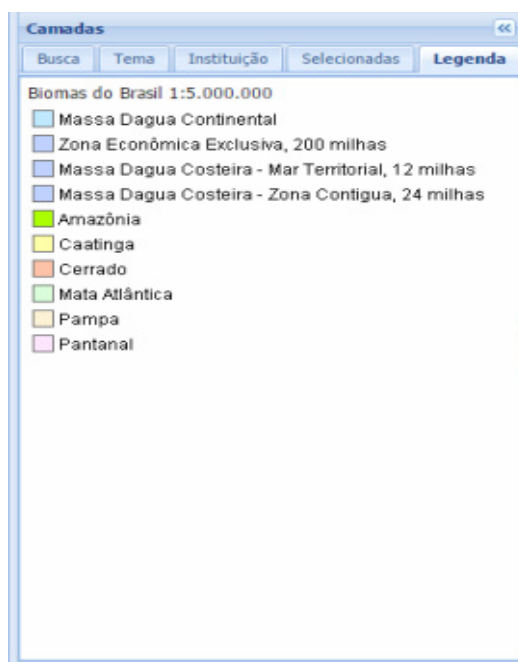 Camadas
Busca Tema Instituição Selecionadas Legenda
Biomas do Brasil 1:5.000.000
Massa Dagua Continental
Zona Econômica Exclusiva, 200 milhas
Massa Dagua Costeira - Mar Territorial, 12 milhas
Massa Dagua Costeira - Zona Contigua, 24 milhas
Amazônia
Caatinga
Cerrado
Mata Atlântica
Pampa
Pantanal